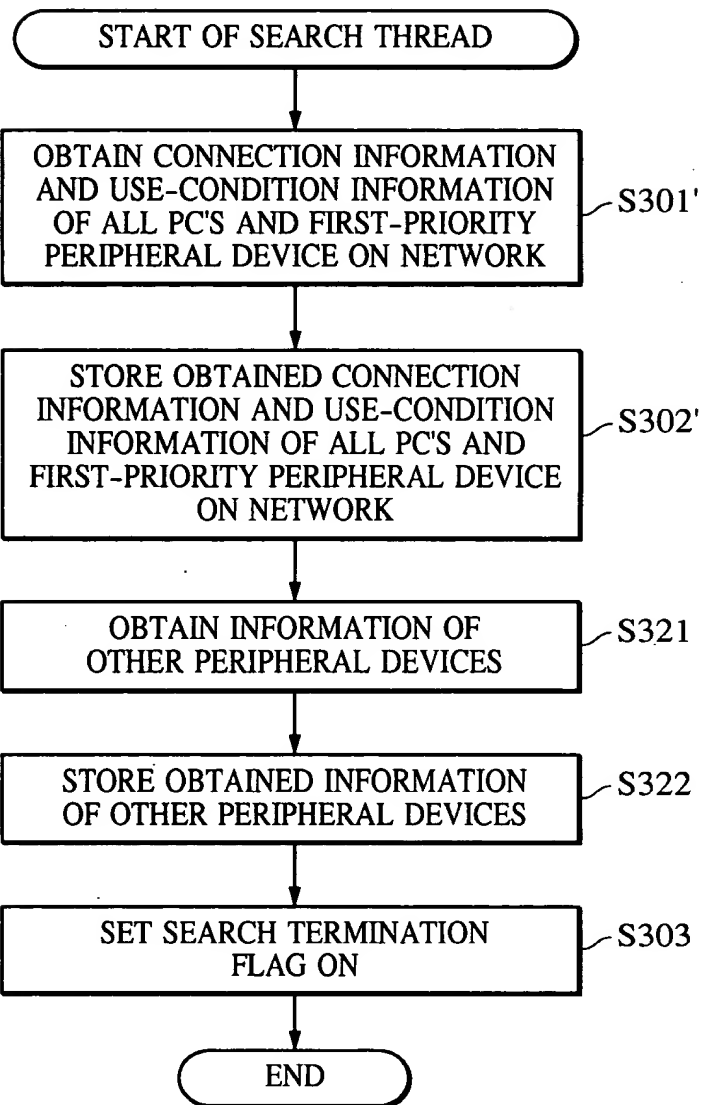 START OF SEARCH THREAD
OBTAIN CONNECTION INFORMATION
AND USE-CONDITION INFORMATION
OF ALL PC'S AND FIRST-PRIORITY
PERIPHERAL DEVICE ON NETWORK
S301'
STORE OBTAINED CONNECTION
INFORMATION AND USE-CONDITION
INFORMATION OF ALL PC'S AND
FIRST-PRIORITY PERIPHERAL DEVICE
ON NETWORK
S302'
OBTAIN INFORMATION OF
OTHER PERIPHERAL DEVICES
S321
STORE OBTAINED INFORMATION
OF OTHER PERIPHERAL DEVICES
S322
SET SEARCH TERMINATION
FLAG ON
S303
END